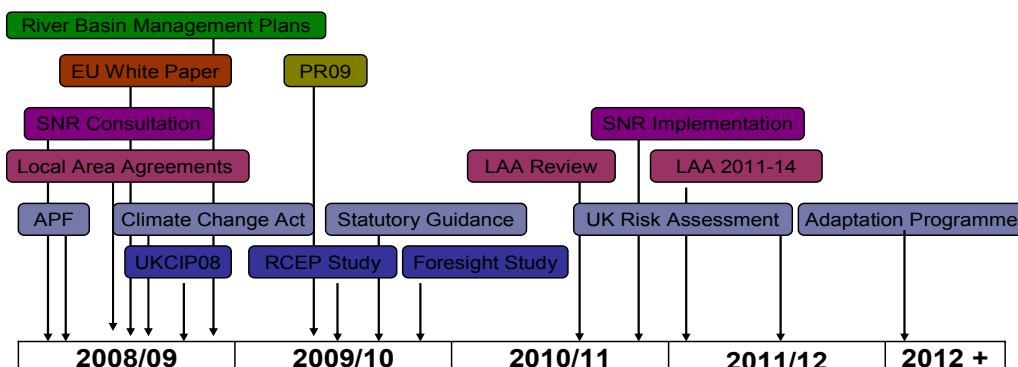 River Basin Management Plans
EU White Paper
PR09
SNR Consultation
SNR Implementation
Local Area Agreements
LAA Review
LAA 2011-14
APF
Climate Change Act
Statutory Guidance
UK Risk Assessment
Adaptation Programme
UKCIP08
RCEP Study
Foresight Study
2008/09
2009/10
2010/11
2011/12
2012 +